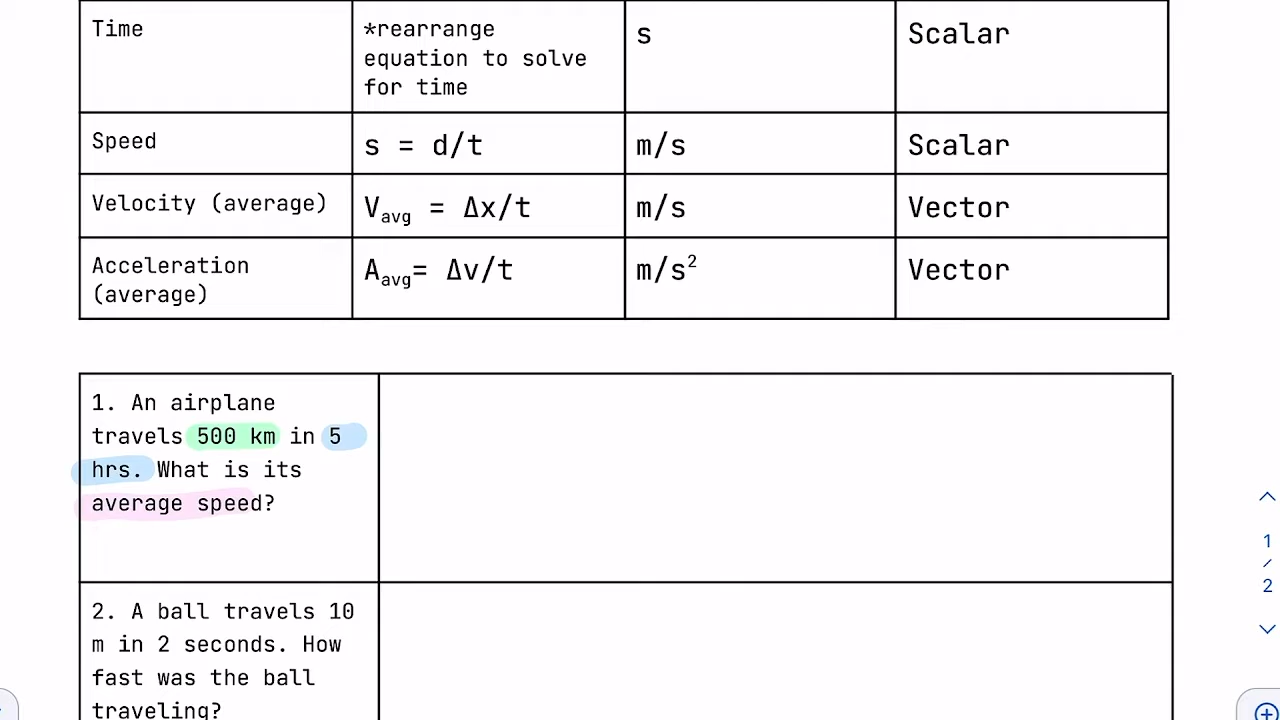 Time
*rearrange
equation to solve
for time
s
Scalar
Speed
s = d/t
m/s
Scalar
Velocity (average)
Vavg = Δx/t
m/s
Vector
Acceleration
(average)
Aavg= Δv/t
m/s²
Vector
1. An airplane
travels 500 km in 5
hrs. What is its
average speed?
2. A ball travels 10
m in 2 seconds. How
fast was the ball
traveling?
1
/
2